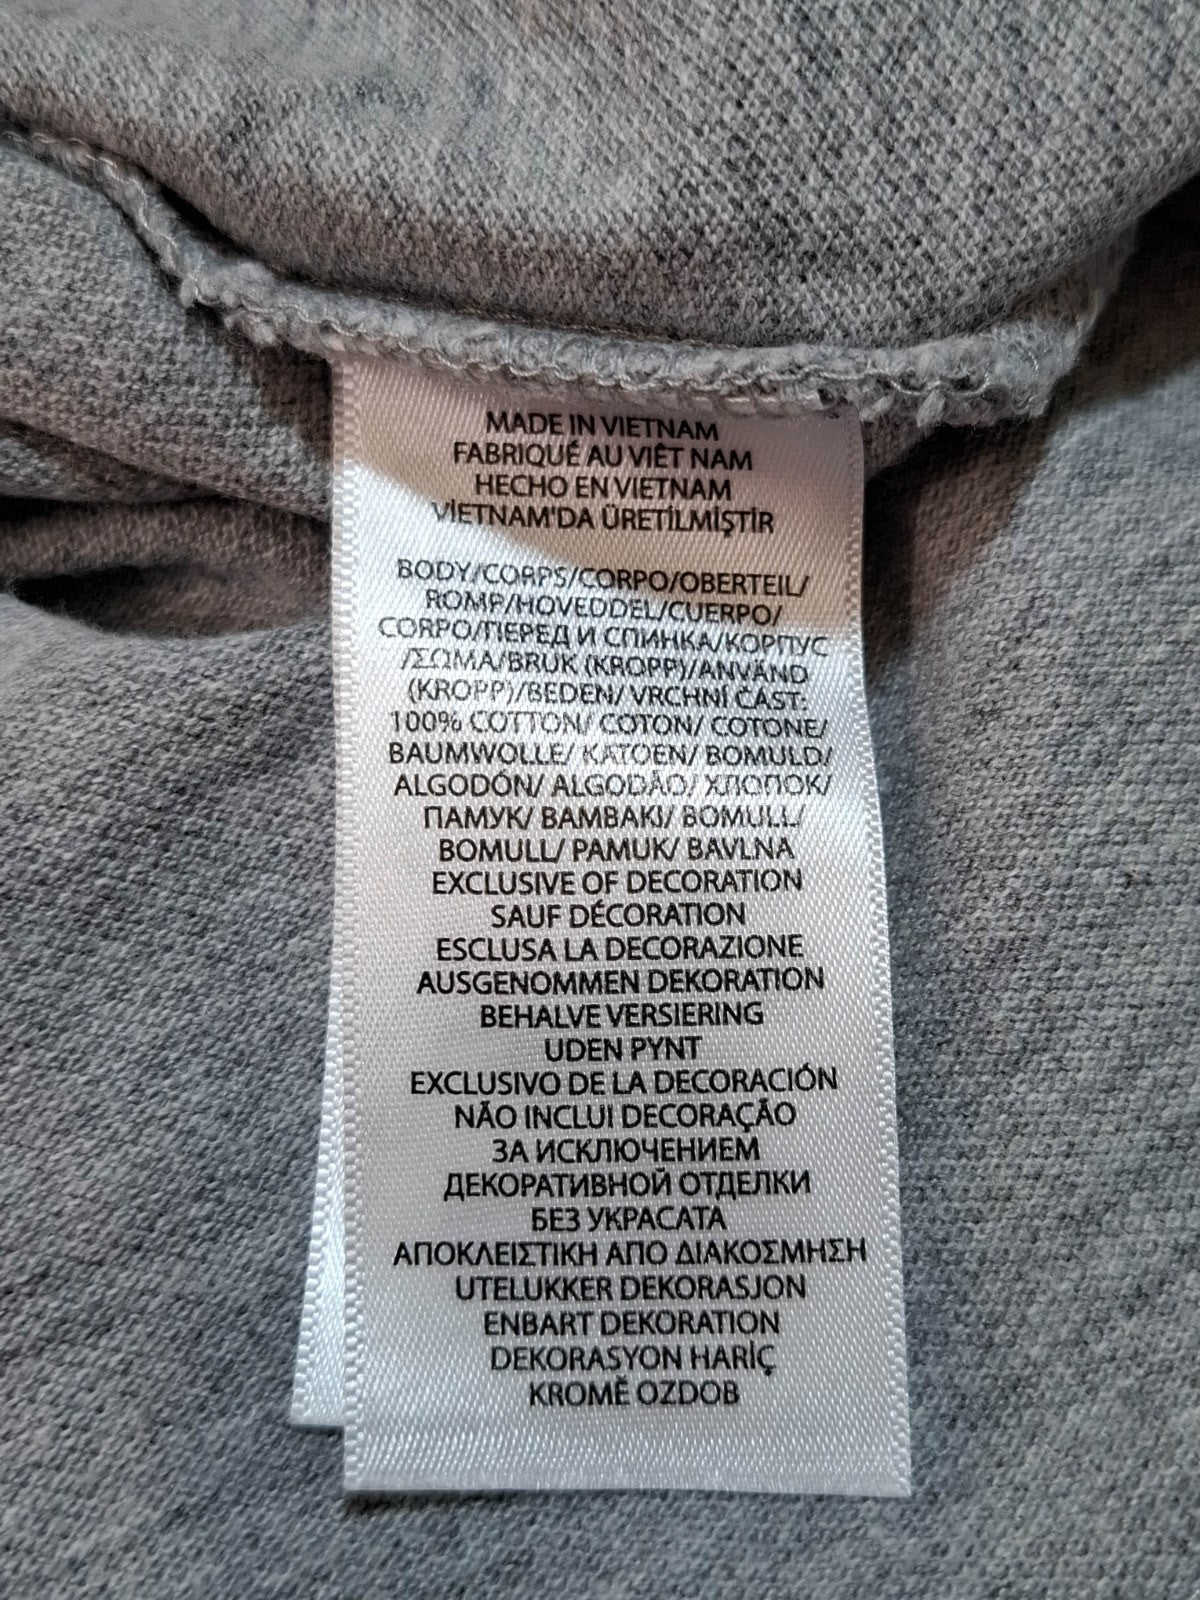 MADE IN VIETNAM
FABRIQUÉ AU VIÊT NAM
HECHO EN VIETNAM
VİETNAM'DA ÜRETİLMİŞTİR
BODY/CORPS/CORPO/OBERTEIL/
ROMP/HOVEDDEL/CUERPO/
CORPO/ПЕРЕД И СПИНКА/КОРПУС
/ΣΩΜΑ/BRUK (KROPP)/ANVÄND
(KROPP)/BEDEN/ VRCHNÍ ČÁST:
100% COTTON/ COTON/ COTONE/
BAUMWOLLE/ KATOEN/ BOMULD/
ALGODÓN/ ALGODÃO/ ХЛОПОК/
ПАМУК/ ΒΑΜΒΑΚΙ/ BOMULL/
BOMULL/ PAMUK/ BAVLNA
EXCLUSIVE OF DECORATION
SAUF DÉCORATION
ESCLUSA LA DECORAZIONE
AUSGENOMMEN DEKORATION
BEHALVE VERSIERING
UDEN PYNT
EXCLUSIVO DE LA DECORACIÓN
NÃO INCLUI DECORAÇÃO
ЗА ИСКЛЮЧЕНИЕМ
ДЕКОРАТИВНОЙ ОТДЕЛКИ
БЕЗ УКРАСАТА
ΑΠΟΚΛΕΙΣΤΙΚΗ ΑΠΟ ΔΙΑΚΟΣΜΗΣΗ
UTELUKKER DEKORASJON
ENBART DEKORATION
DEKORASYON HARİÇ
KROMĚ OZDOB